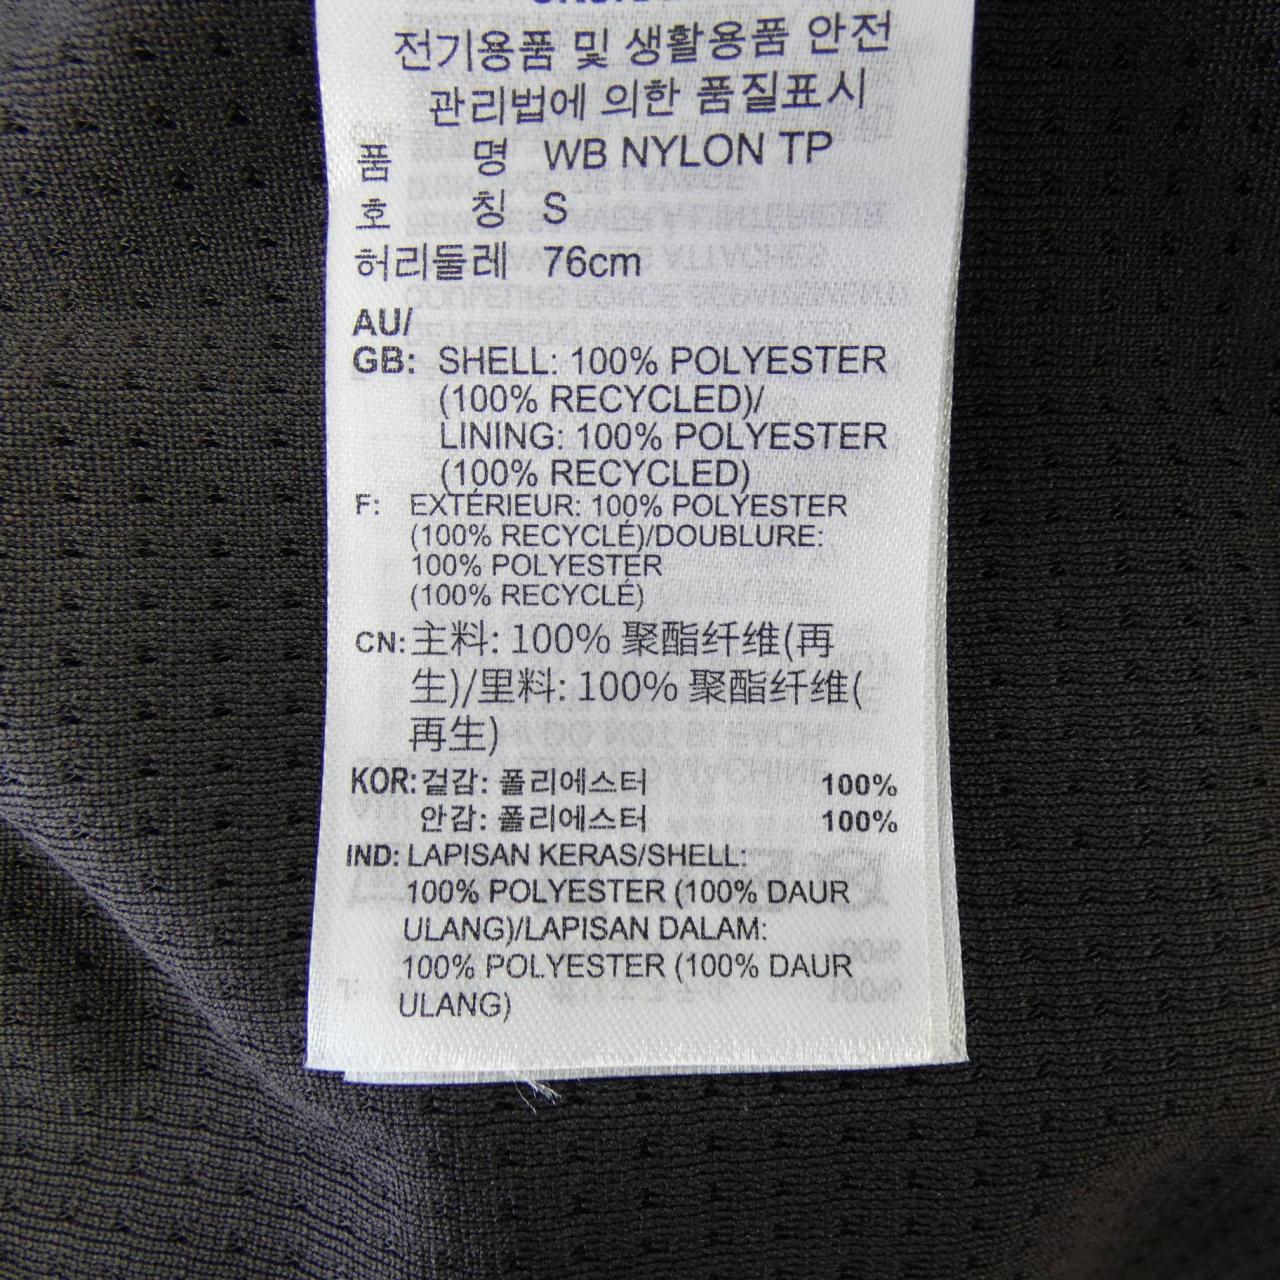 전기용품 및 생활용품 안전
관리법에 의한 품질표시
품 명 WB NYLON TP
호 칭 S
허리둘레 76cm
AU/
GB: SHELL: 100% POLYESTER
(100% RECYCLED)/
LINING: 100% POLYESTER
(100% RECYCLED)
F: EXTÉRIEUR: 100% POLYESTER
(100% RECYCLÉ)/DOUBLURE:
100% POLYESTER
(100% RECYCLÉ)
CN: 主料: 100% 聚酯纤维(再
生)/里料: 100% 聚酯纤维(
再生)
KOR: 겉감: 폴리에스터 100%
안감: 폴리에스터 100%
IND: LAPISAN KERAS/SHELL:
100% POLYESTER (100% DAUR
ULANG)/LAPISAN DALAM:
100% POLYESTER (100% DAUR
ULANG)